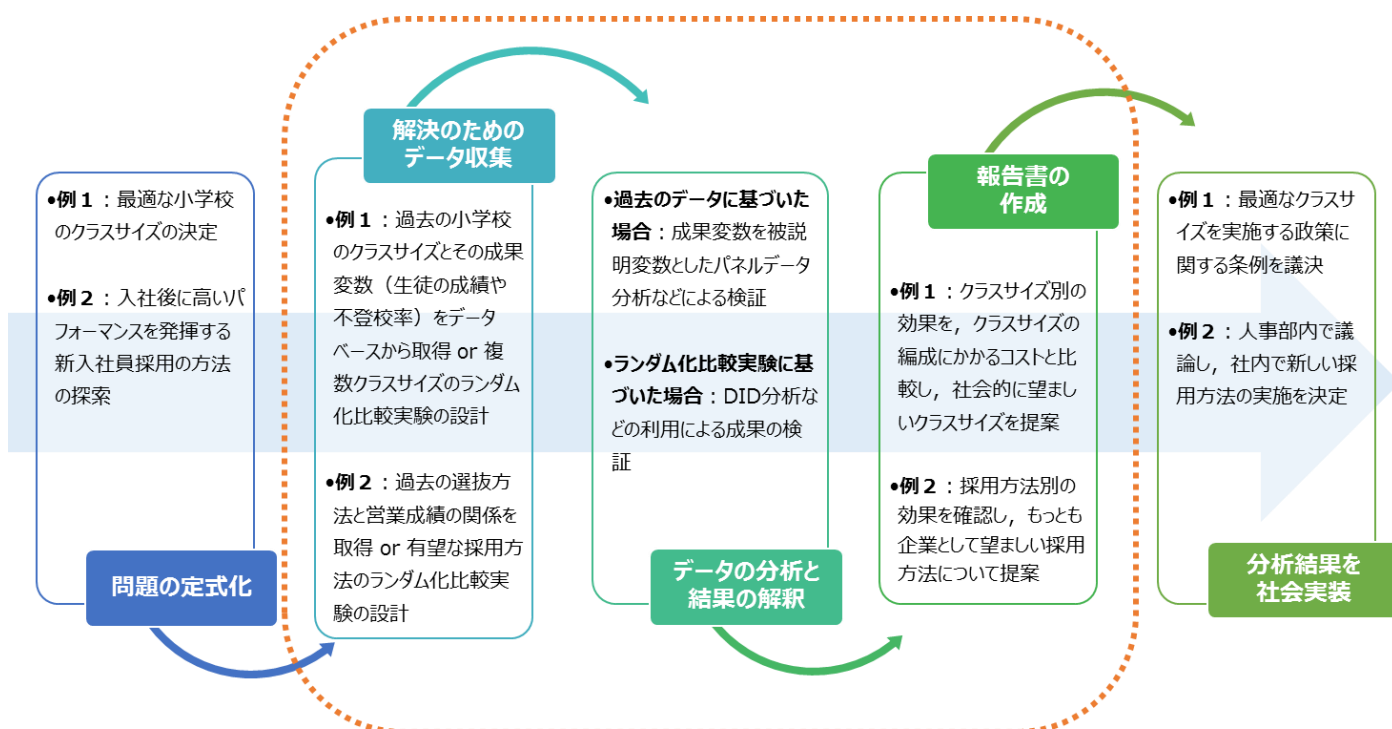 問題の定式化
•例１：最適な小学校
のクラスサイズの決定
•例２：入社後に高いパ
フォーマンスを発揮する
新入社員採用の方法
の探索
解決のための
データ収集
•例１：過去の小学校
のクラスサイズとその成果
変数（生徒の成績や
不登校率）をデータ
ベースから取得 or 複
数クラスサイズのランダム
化比較実験の設計
•例２：過去の選抜方
法と営業成績の関係を
取得 or 有望な採用方
法のランダム化比較実
験の設計
•過去のデータに基づいた
場合：成果変数を被説
明変数としたパネルデータ
分析などによる検証
•ランダム化比較実験に基
づいた場合：DID分析な
どの利用による成果の検
証
データの分析と
結果の解釈
報告書の
作成
•例１：クラスサイズ別の
効果を，クラスサイズの
編成にかかるコストと比
較し，社会的に望まし
いクラスサイズを提案
•例２：採用方法別の
効果を確認し，もっとも
企業として望ましい採用
方法について提案
•例１：最適なクラスサ
イズを実施する政策に
関する条例を議決
•例２：人事部内で議
論し，社内で新しい採
用方法の実施を決定
分析結果を
社会実装